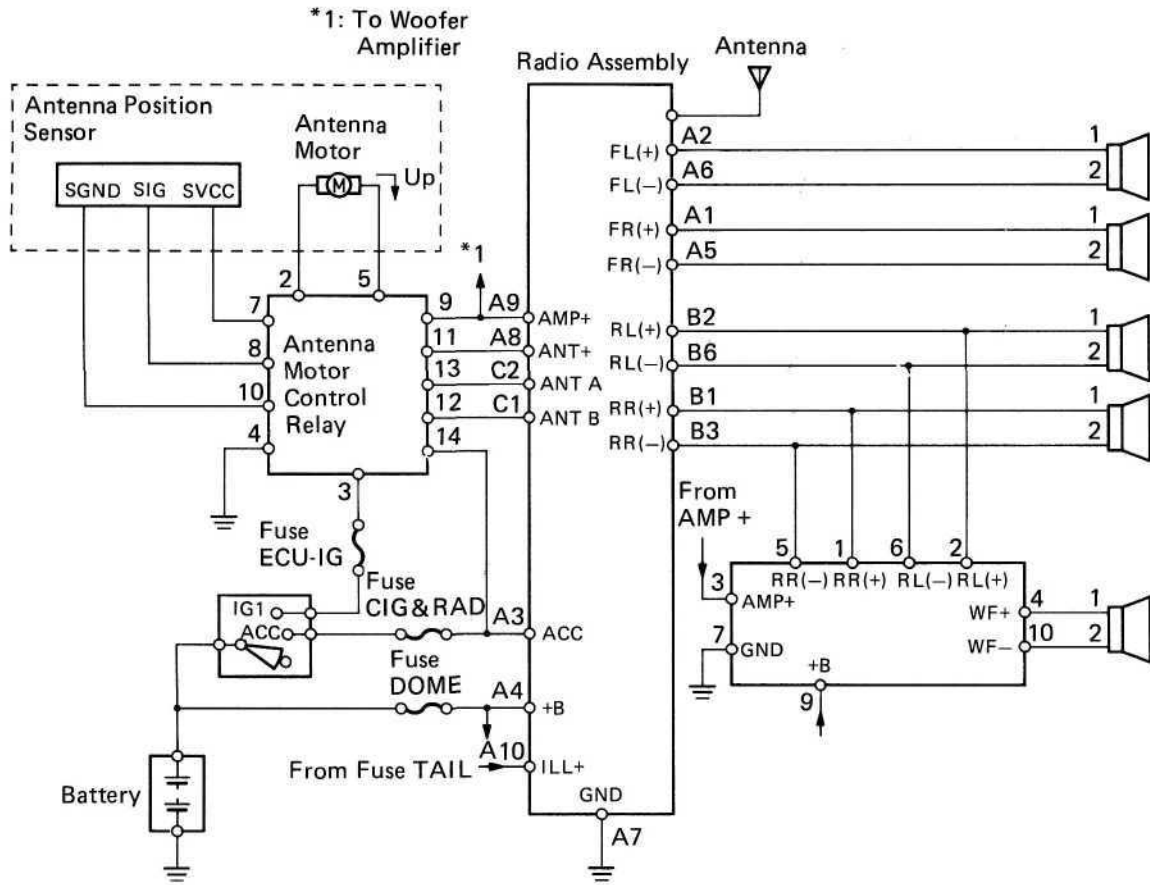 *1: To Woofer
Amplifier
Antenna
Radio Assembly
Antenna Position
Sensor
Antenna
Motor
M
Up
SGND SIG SVCC
2 5
7
8
10
4
3
Antenna
Motor
Control
Relay
*1
9 A9 AMP+
11 A8 ANT+
13 C2 ANT A
12 C1 ANT B
14
FL(+) A2 1
FL(−) A6 2
FR(+) A1 1
FR(−) A5 2
RL(+) B2 1
RL(−) B6 2
RR(+) B1 1
RR(−) B3 2
Fuse
ECU-IG
Fuse
CIG&RAD
IG1
ACC
A3 ACC
Fuse
DOME
A4 +B
From Fuse TAIL A10 ILL+
Battery
GND
A7
From
AMP +
5 1 6 2
RR(−) RR(+) RL(−) RL(+)
3 AMP+
7 GND
+B
9
WF+ 4 1
WF− 10 2